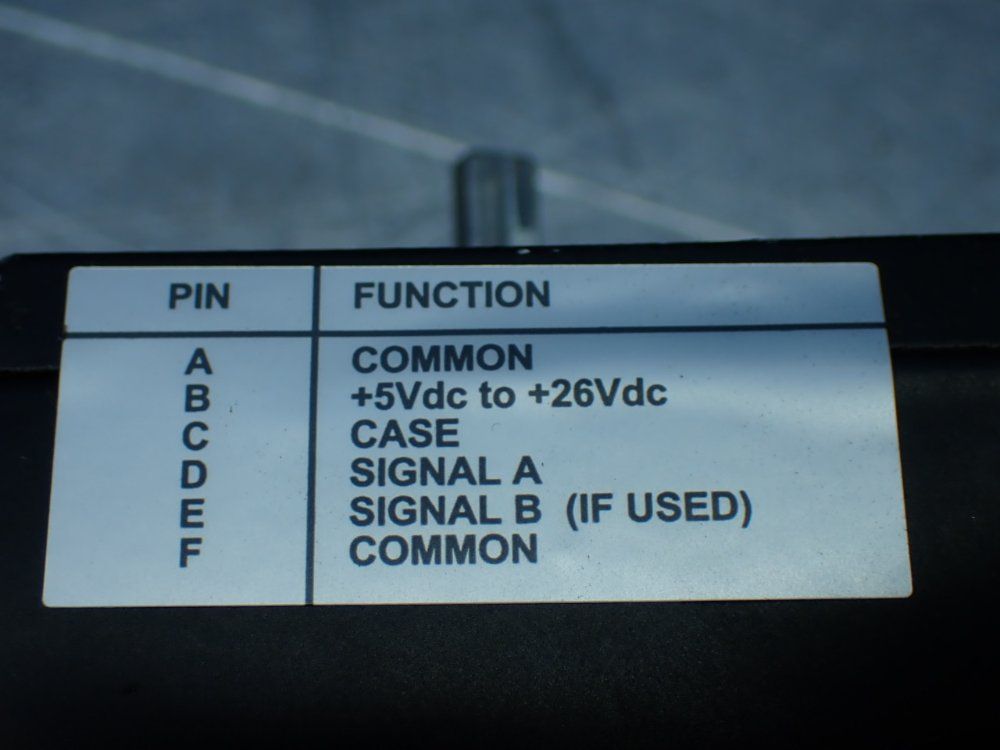 PIN FUNCTION
A COMMON
B +5Vdc to +26Vdc
C CASE
D SIGNAL A
E SIGNAL B (IF USED)
F COMMON